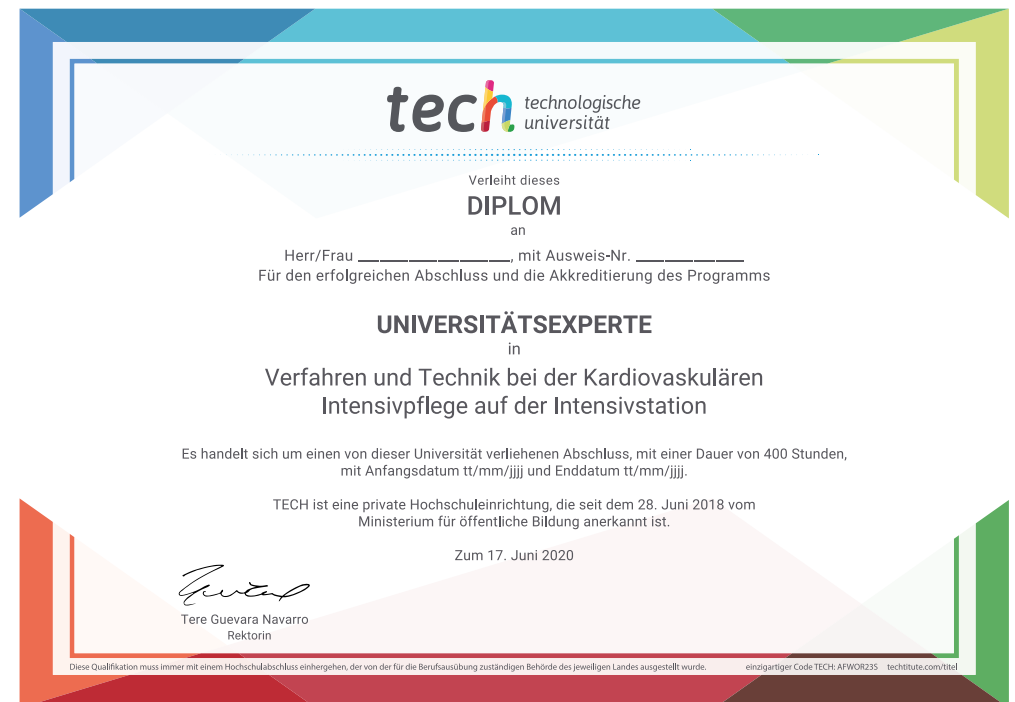 tech technologische
universität
Verleiht dieses
DIPLOM
an
Herr/Frau ____________________, mit Ausweis-Nr. ______________
Für den erfolgreichen Abschluss und die Akkreditierung des Programms
UNIVERSITÄTSEXPERTE
in
Verfahren und Technik bei der Kardiovaskulären
Intensivpflege auf der Intensivstation
Es handelt sich um einen von dieser Universität verliehenen Abschluss, mit einer Dauer von 400 Stunden,
mit Anfangsdatum tt/mm/jjjj und Enddatum tt/mm/jjjj.
TECH ist eine private Hochschuleinrichtung, die seit dem 28. Juni 2018 vom
Ministerium für öffentliche Bildung anerkannt ist.
Zum 17. Juni 2020
Tere Guevara Navarro
Rektorin
Diese Qualifikation muss immer mit einem Hochschulabschluss einhergehen, der von der für die Berufsausübung zuständigen Behörde des jeweiligen Landes ausgestellt wurde. einzigartiger Code TECH: AFWOR23S techtitute.com/titel